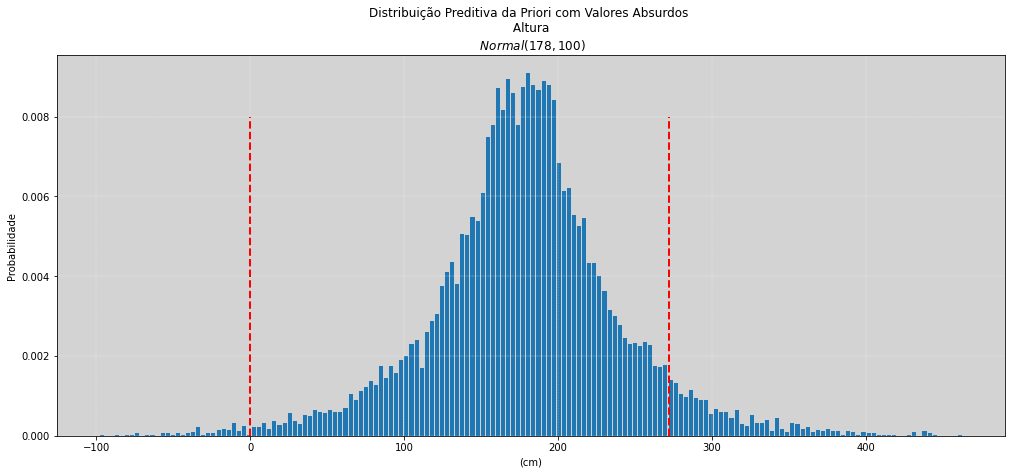 Distribuição Preditiva da Priori com Valores Absurdos
Altura
Normal(178, 100)
0.008
0.006
0.004
0.002
0.000
Probabilidade
−100 0 100 200 300 400
(cm)